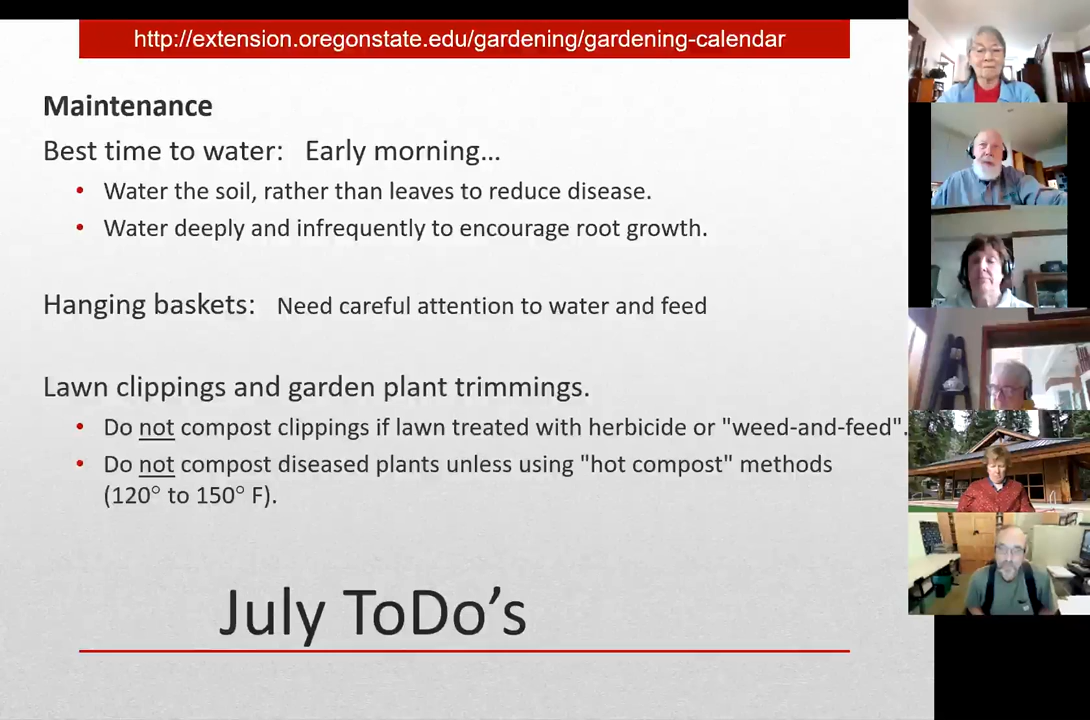 http://extension.oregonstate.edu/gardening/gardening-calendar
Maintenance
Best time to water: Early morning…
• Water the soil, rather than leaves to reduce disease.
• Water deeply and infrequently to encourage root growth.
Hanging baskets: Need careful attention to water and feed
Lawn clippings and garden plant trimmings.
• Do not compost clippings if lawn treated with herbicide or "weed-and-feed".
• Do not compost diseased plants unless using "hot compost" methods
(120° to 150° F).
July ToDo’s